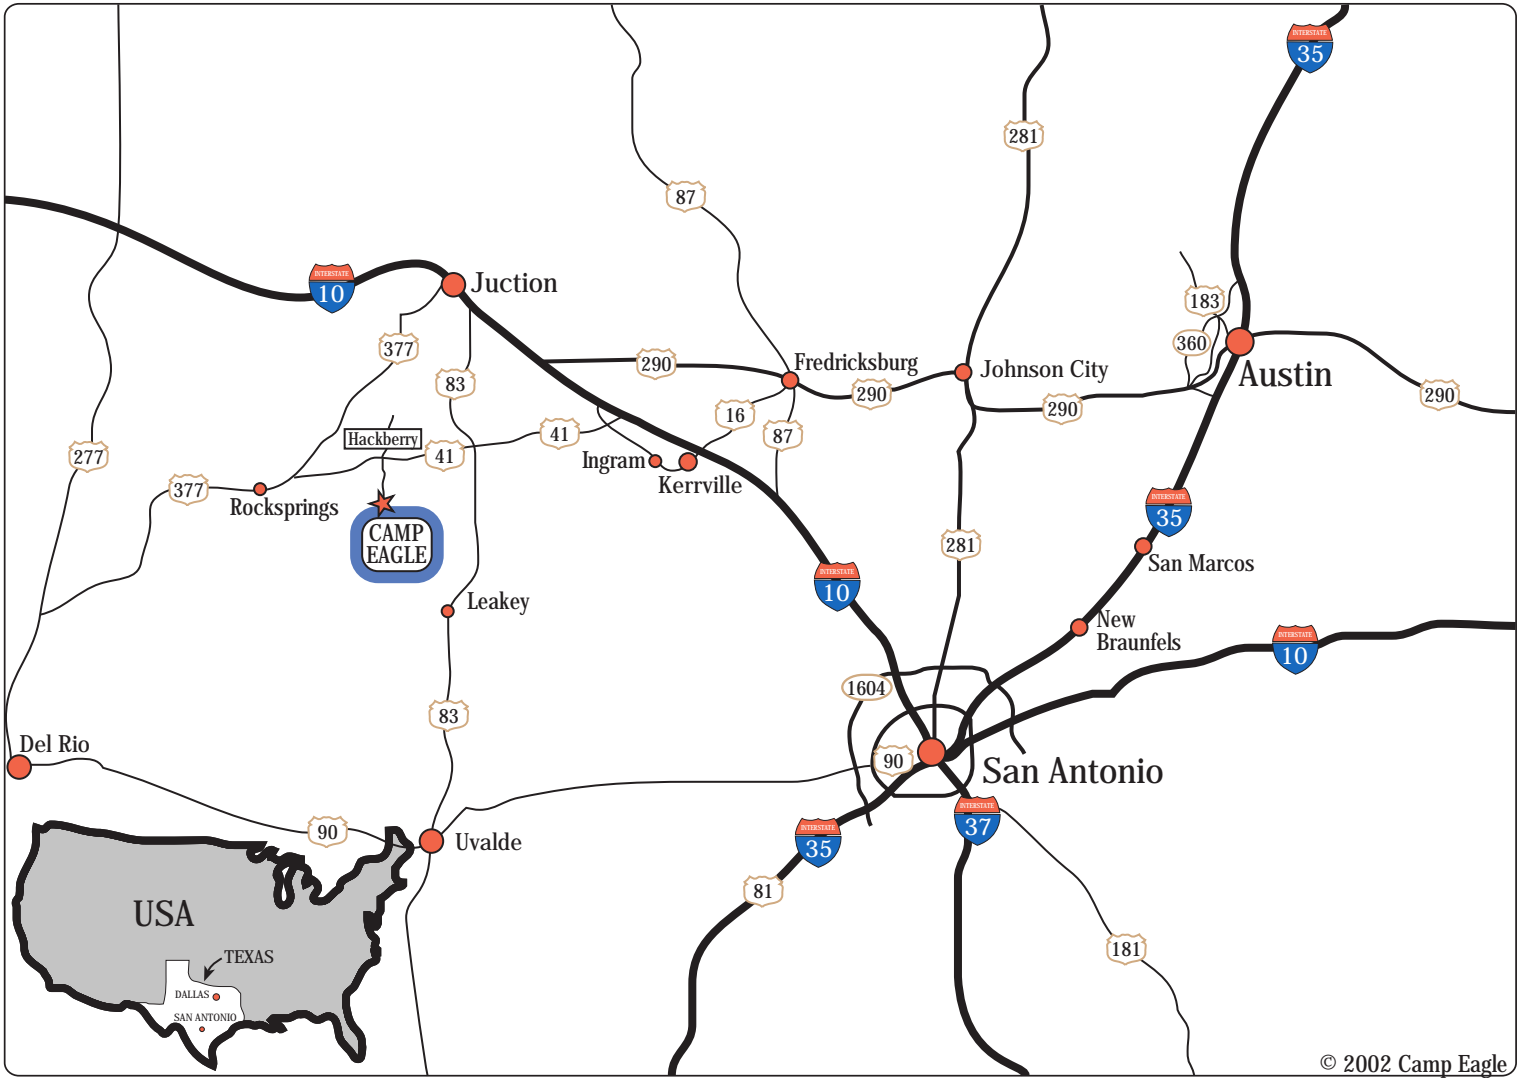 INTERSTATE
35
281
87
INTERSTATE
10
Juction
183
377
360
290
Fredricksburg
Johnson City
83
290
290
Austin
290
16
Hackberry
41
87
41
277
Ingram
Kerrville
377
Rocksprings
INTERSTATE
35
CAMP
EAGLE
281
San Marcos
INTERSTATE
10
Leakey
New
Braunfels
INTERSTATE
10
1604
83
Del Rio
90
San Antonio
INTERSTATE
37
90
Uvalde
INTERSTATE
35
81
USA
181
TEXAS
DALLAS
SAN ANTONIO
© 2002 Camp Eagle